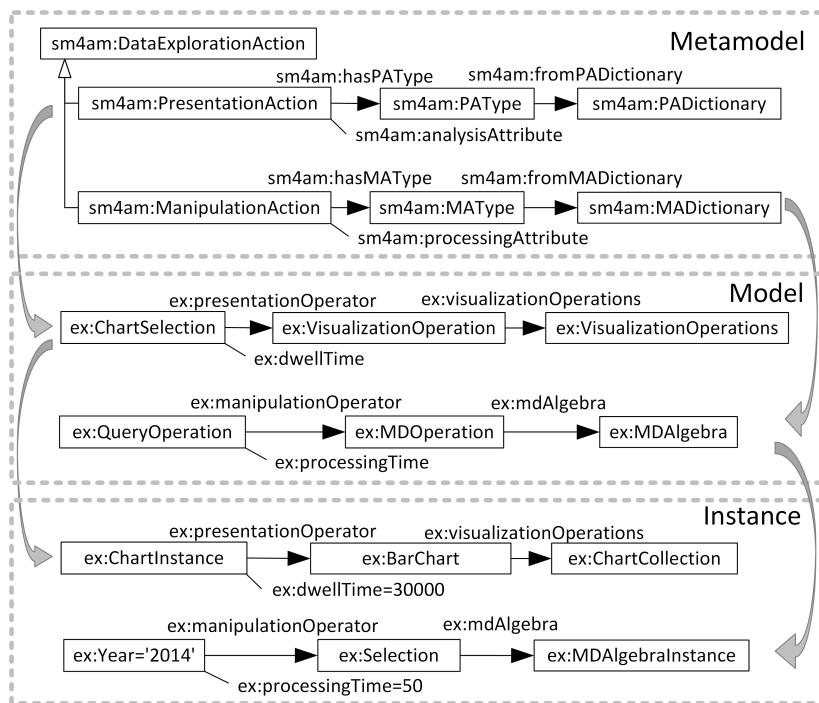 sm4am:DataExplorationAction
Metamodel
sm4am:hasPAType
sm4am:fromPADictionary
sm4am:PresentationAction
sm4am:PAType
sm4am:PADictionary
sm4am:analysisAttribute
sm4am:hasMAType
sm4am:fromMADictionary
sm4am:ManipulationAction
sm4am:MAType
sm4am:MADictionary
sm4am:processingAttribute
Model
ex:presentationOperator
ex:visualizationOperations
ex:ChartSelection
ex:VisualizationOperation
ex:VisualizationOperations
ex:dwellTime
ex:manipulationOperator
ex:mdAlgebra
ex:QueryOperation
ex:MDOperation
ex:MDAlgebra
ex:processingTime
Instance
ex:presentationOperator
ex:visualizationOperations
ex:ChartInstance
ex:BarChart
ex:ChartCollection
ex:dwellTime=30000
ex:manipulationOperator
ex:mdAlgebra
ex:Year='2014'
ex:Selection
ex:MDAlgebraInstance
ex:processingTime=50